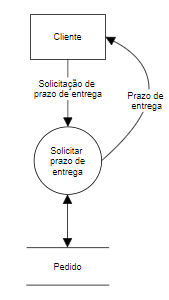 Cliente
Solicitação de
prazo de entrega
Prazo de
entrega
Solicitar
prazo de
entrega
Pedido